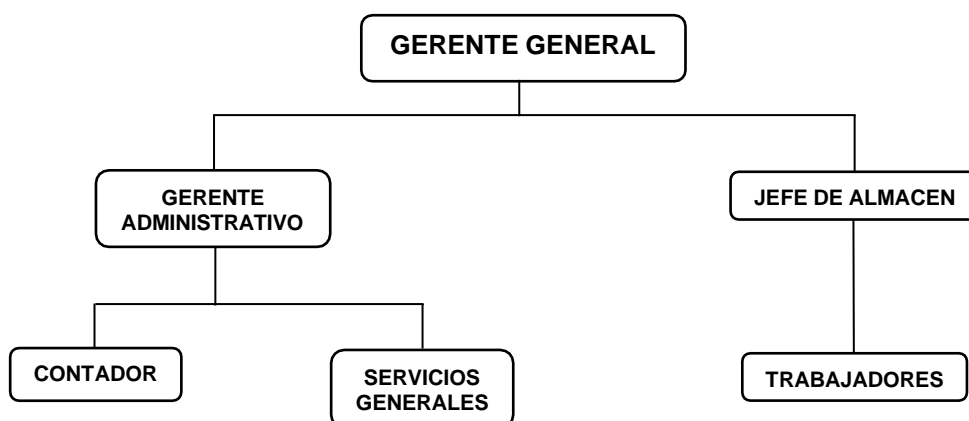 GERENTE GENERAL
GERENTE
ADMINISTRATIVO
JEFE DE ALMACEN
CONTADOR
SERVICIOS
GENERALES
TRABAJADORES